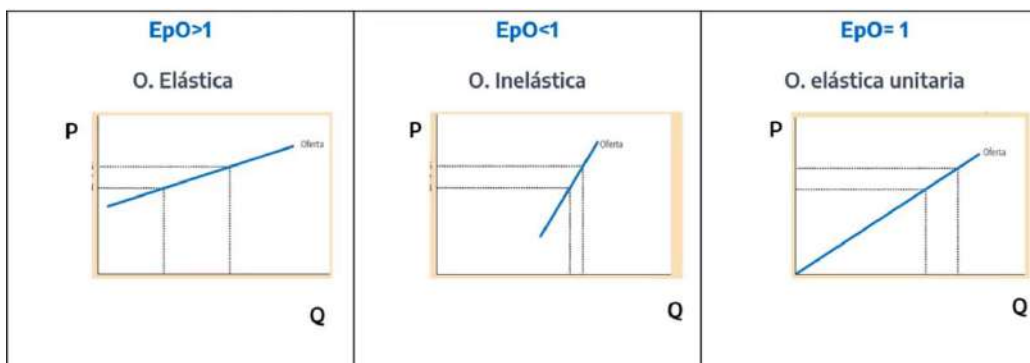 EpO>1
O. Elástica
P
Oferta
Q
EpO<1
O. Inelástica
P
Oferta
Q
EpO= 1
O. elástica unitaria
P
Oferta
Q